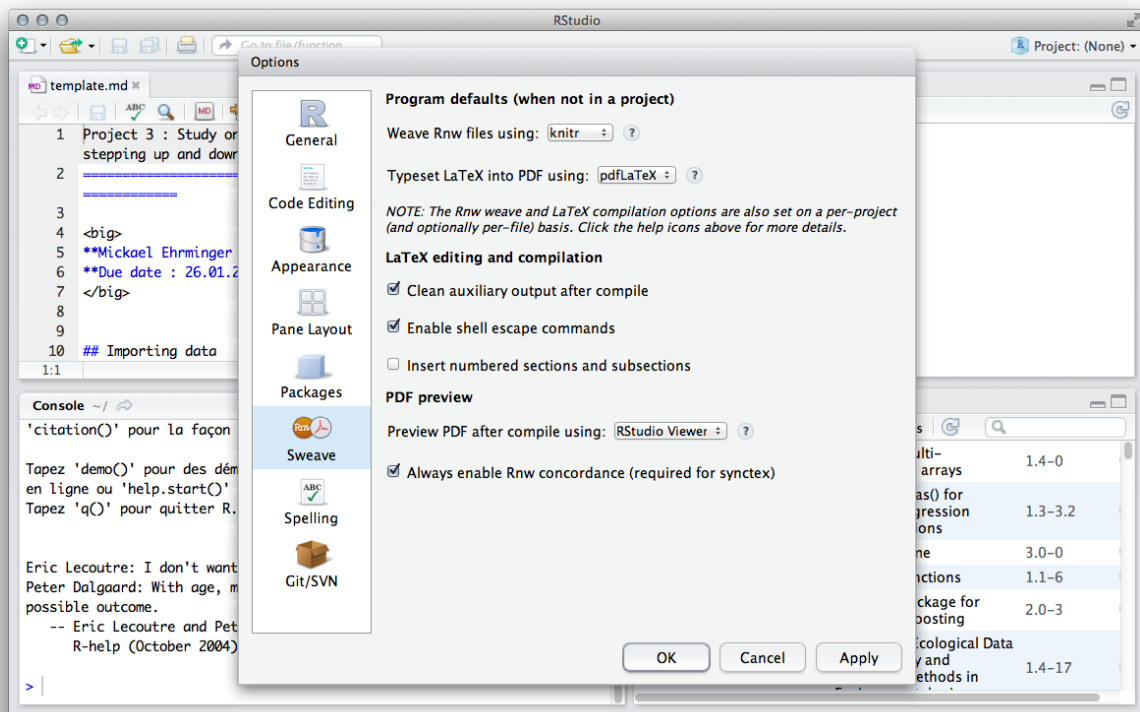 RStudio
Go to file/function
Project: (None)
Options
MD template.md
ABC
MD
1 Project 3 : Study or
stepping up and down
2 =====================
============
3
4 <big>
5 **Mickael Ehrminger
6 **Due date : 26.01.2
7 </big>
8
9
10 ## Importing data
1:1
Console ~/
'citation()' pour la façon
Tapez 'demo()' pour des dém
en ligne ou 'help.start()'
Tapez 'q()' pour quitter R.
Eric Lecoutre: I don't want
Peter Dalgaard: With age, m
possible outcome.
-- Eric Lecoutre and Pet
R-help (October 2004)
>
R
General
Code Editing
Appearance
Pane Layout
Packages
Rnw
Sweave
ABC
Spelling
Git/SVN
Program defaults (when not in a project)
Weave Rnw files using: knitr ?
Typeset LaTeX into PDF using: pdfLaTeX ?
NOTE: The Rnw weave and LaTeX compilation options are also set on a per-project
(and optionally per-file) basis. Click the help icons above for more details.
LaTeX editing and compilation
Clean auxiliary output after compile
Enable shell escape commands
Insert numbered sections and subsections
PDF preview
Preview PDF after compile using: RStudio Viewer ?
Always enable Rnw concordance (required for synctex)
OK Cancel Apply
s
ulti-
arrays 1.4-0
as() for
gression 1.3-3.2
ions
ne 3.0-0
nctions 1.1-6
ckage for
oosting 2.0-3
Ecological Data
y and 1.4-17
ethods in